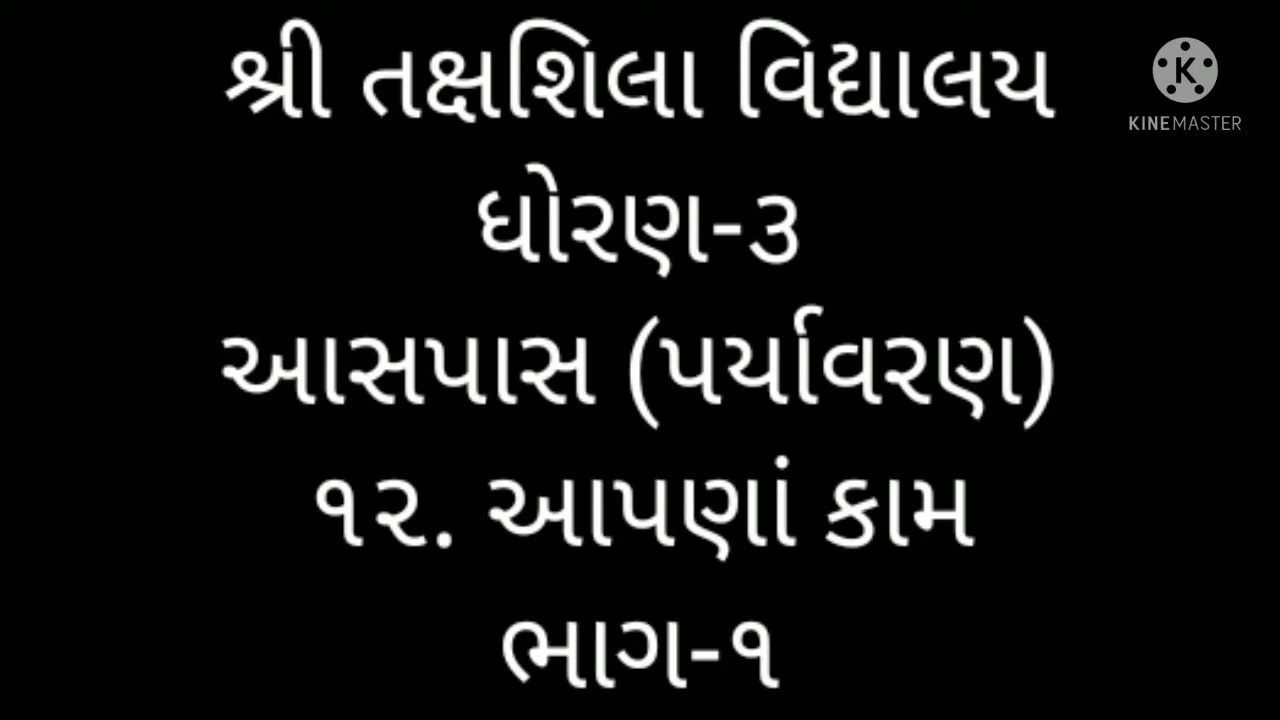 શ્રી તક્ષશિલા વિદ્યાલય
KINEMASTER
ધોરણ-૩
આસપાસ (પર્યાવરણ)
૧૨. આપણાં કામ
ભાગ-૧